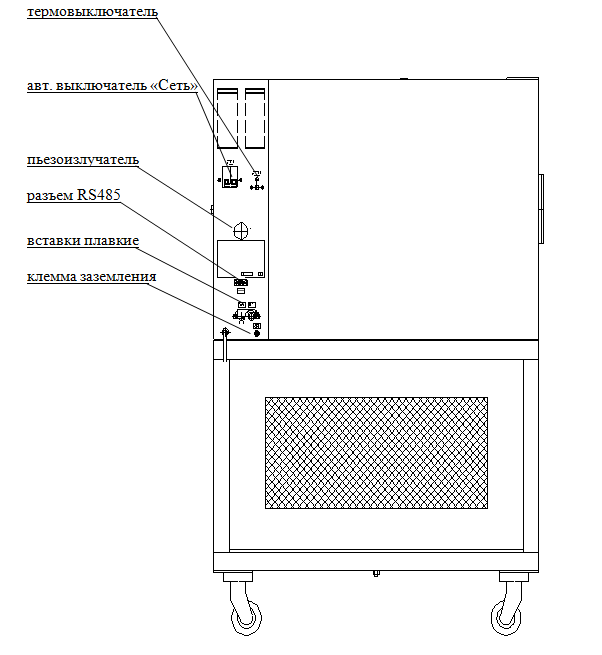 термовыключатель
авт. выключатель «Сеть»
пьезоизлучатель
разъем RS485
вставки плавкие
клемма заземления